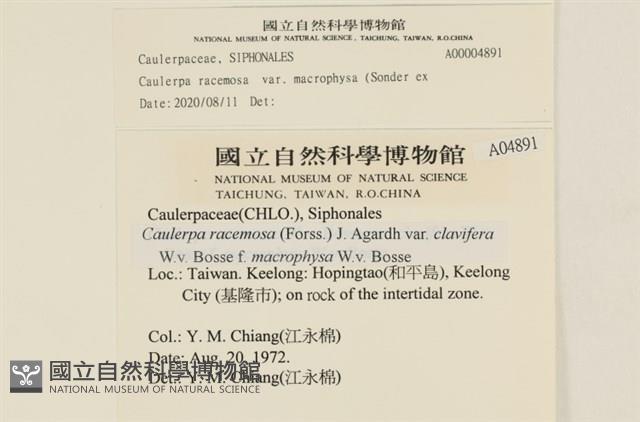 國立自然科學博物館
NATIONAL MUSEUM OF NATURAL SCIENCE, TAICHUNG, TAIWAN, R.O.CHINA
Caulerpaceae, SIPHONALES A00004891
Caulerpa racemosa var. macrophysa (Sonder ex
Date:2020/08/11 Det:
國立自然科學博物館 A04891
NATIONAL MUSEUM OF NATURAL SCIENCE
TAICHUNG, TAIWAN, R.O.CHINA
Caulerpaceae(CHLO.), Siphonales
Caulerpa racemosa (Forss.) J. Agardh var. clavifera
W.v. Bosse f. macrophysa W.v. Bosse
Loc.: Taiwan. Keelong: Hopingtao(和平島), Keelong
City (基隆市); on rock of the intertidal zone.
Col.: Y. M. Chiang(江永棉)
Date: Aug. 20, 1972.
Det.: Y. M. Chiang(江永棉)
國立自然科學博物館
NATIONAL MUSEUM OF NATURAL SCIENCE